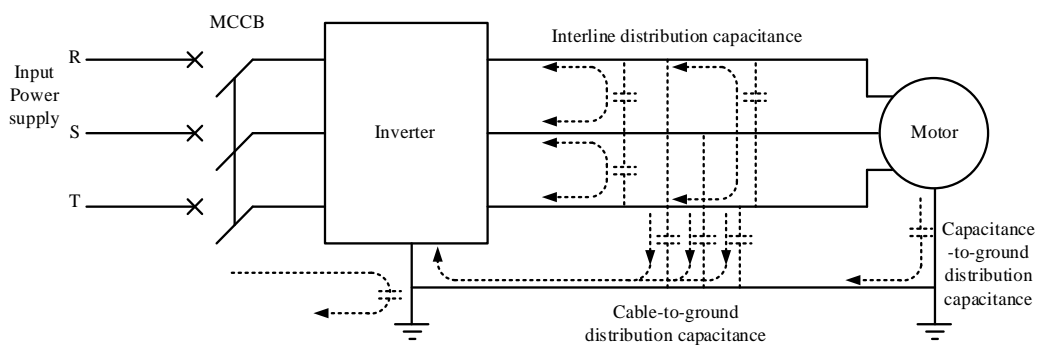 MCCB
Interline distribution capacitance
R
Input
Power
supply
S
T
Inverter
Motor
Capacitance
-to-ground
distribution
capacitance
Cable-to-ground
distribution capacitance